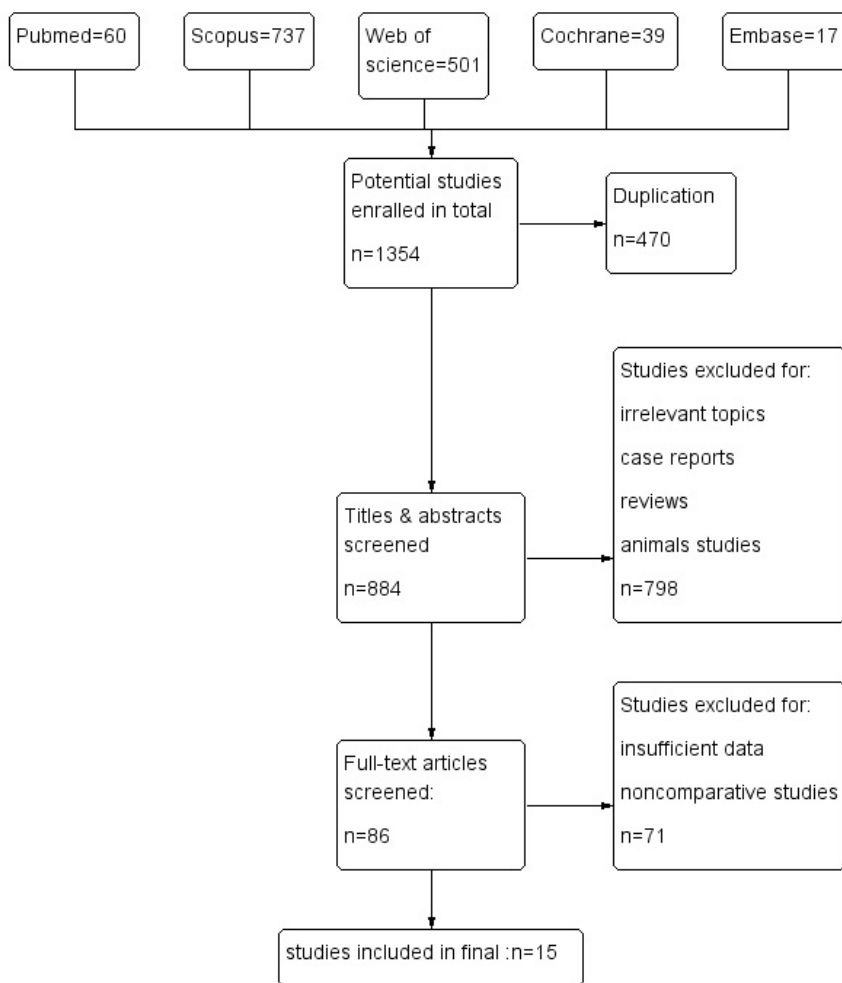 Pubmed=60
Scopus=737
Web of
science=501
Cochrane=39
Embase=17
Potential studies
enralled in total
n=1354
Duplication
n=470
Studies excluded for:
irrelevant topics
case reports
reviews
animals studies
n=798
Titles & abstracts
screened
n=884
Studies excluded for:
insufficient data
noncomparative studies
n=71
Full-text articles
screened:
n=86
studies included in final :n=15